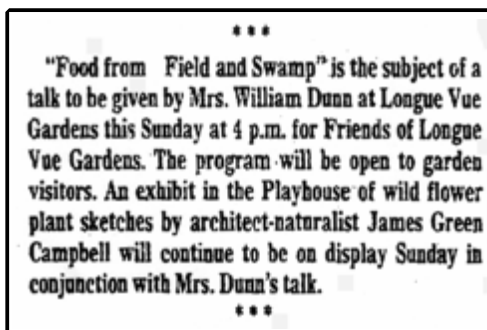 ***
"Food from Field and Swamp" is the subject of a
talk to be given by Mrs. William Dunn at Longue Vue
Gardens this Sunday at 4 p.m. for Friends of Longue
Vue Gardens. The program will be open to garden
visitors. An exhibit in the Playhouse of wild flower
plant sketches by architect-naturalist James Green
Campbell will continue to be on display Sunday in
conjunction with Mrs. Dunn's talk.
***